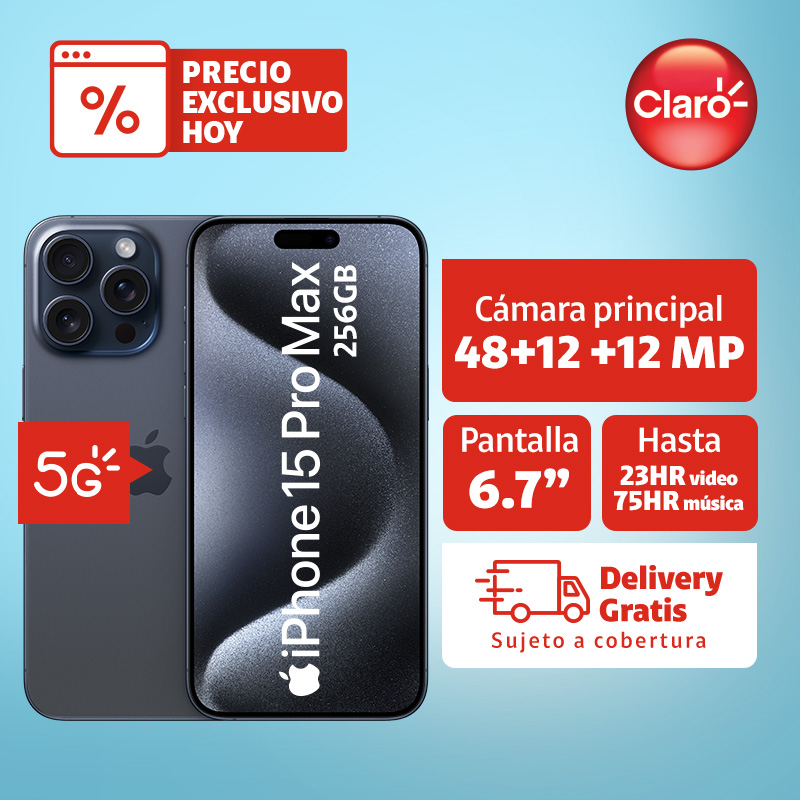 %
PRECIO
EXCLUSIVO
HOY
Claro
iPhone 15 Pro Max
256GB
5G
Cámara principal
48+12 +12 MP
Pantalla
6.7”
Hasta
23HR video
75HR música
Delivery
Gratis
Sujeto a cobertura